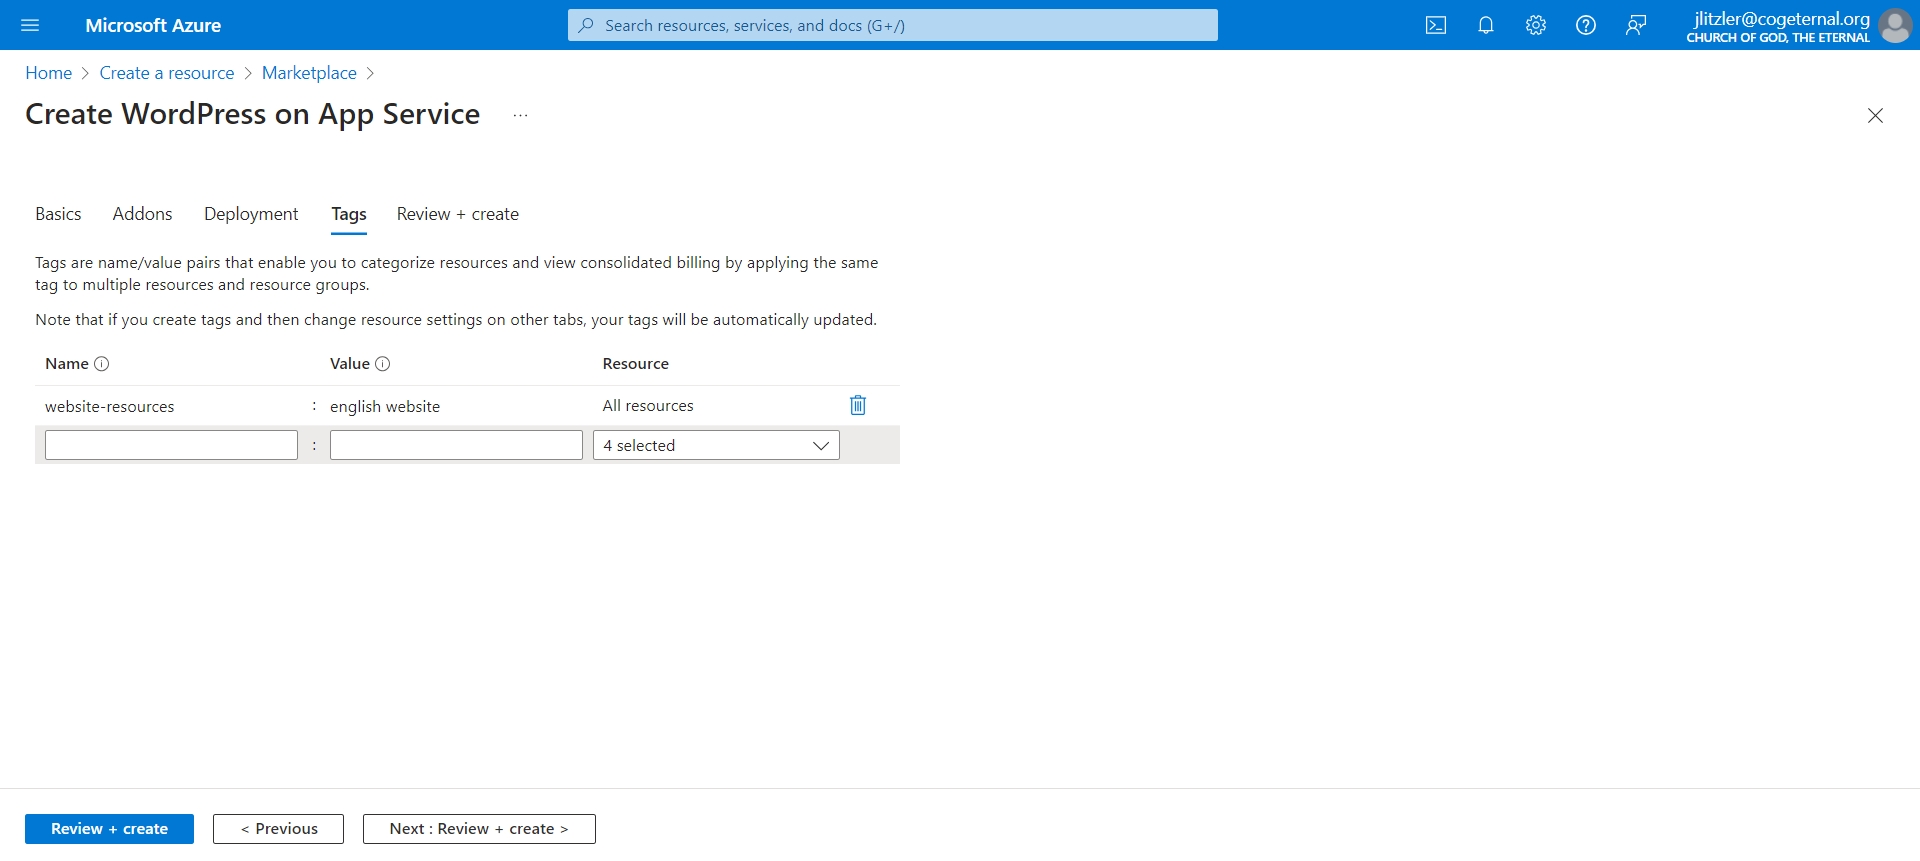 Microsoft Azure
Search resources, services, and docs (G+/)
jlitzler@cogeternal.org
CHURCH OF GOD, THE ETERNAL
Home > Create a resource > Marketplace >
Create WordPress on App Service ...
Basics Addons Deployment Tags Review + create
Tags are name/value pairs that enable you to categorize resources and view consolidated billing by applying the same
tag to multiple resources and resource groups.
Note that if you create tags and then change resource settings on other tabs, your tags will be automatically updated.
Name Value Resource
website-resources : english website All resources
: 4 selected
Review + create < Previous Next : Review + create >